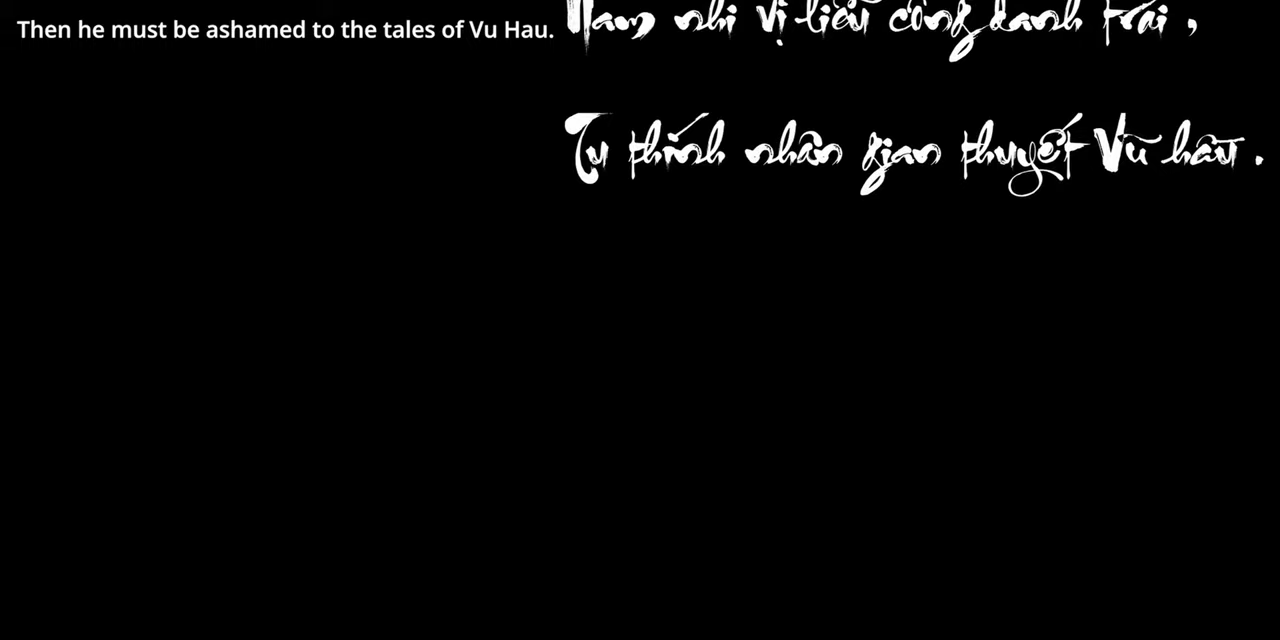 Then he must be ashamed to the tales of Vu Hau.
Nam nhi vị liễu công danh trái,
Tu thính nhân gian thuyết Vũ hầu.